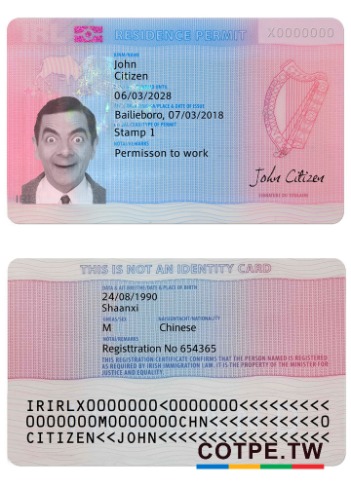 RESIDENCE PERMIT X0000000
John
Citizen
06/03/2028
Bailieboro, 07/03/2018
Stamp 1
Permisson to work
John Citizen
THIS IS NOT AN IDENTITY CARD
24/08/1990
Shaanxi
M Chinese
Registtration No 654365
THIS REGISTRATION CERTIFICATE CONFIRMS THAT THE PERSON NAMED IS REGISTERED
AS REQUIRED BY IRISH IMMIGRATION LAW. IT IS THE PROPERTY OF THE MINISTER FOR
JUSTICE AND EQUALITY
IRIRLX0000000<0000000<<<<<<<<<
0000000M0000000CHN<<<<<<<<<<<0
CITIZEN<<JOHN<<<<<<<<<<<<<<<<<
COTPE.TW